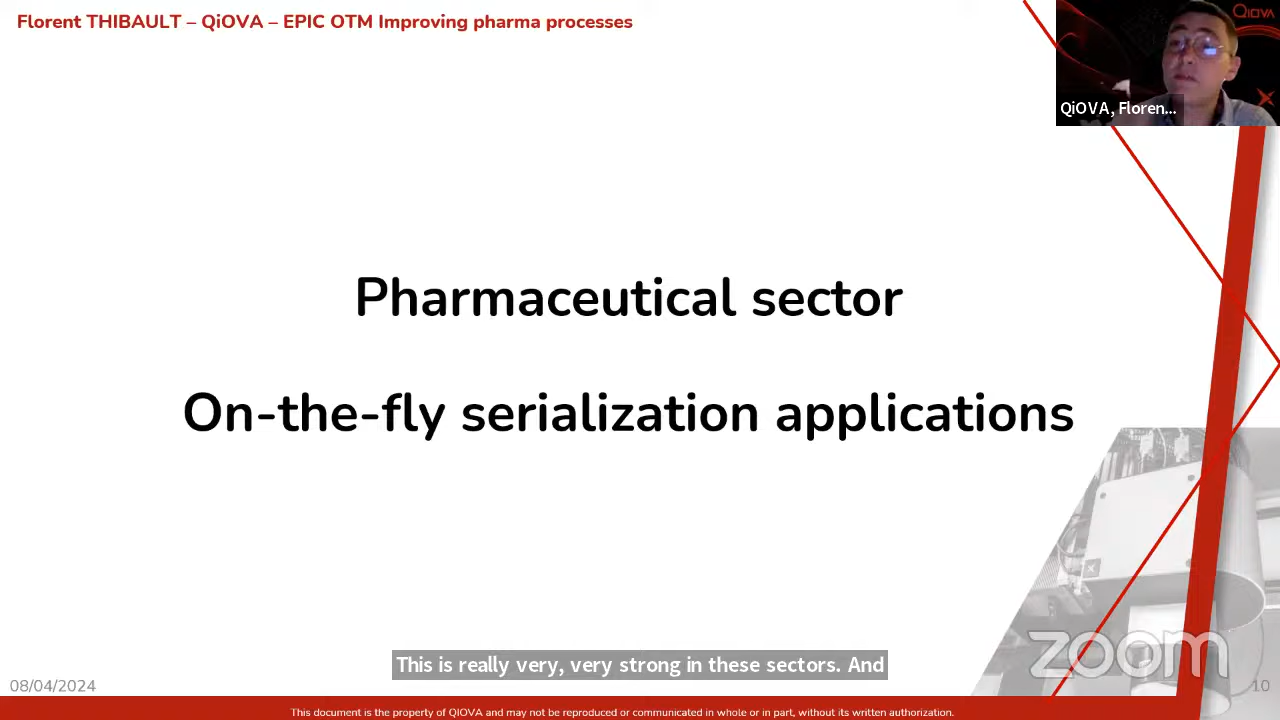 Florent THIBAULT – QiOVA – EPIC OTM Improving pharma processes
QiOVA
QiOVA, Floren...
Pharmaceutical sector
On-the-fly serialization applications
This is really very, very strong in these sectors. And
zoom
08/04/2024
10
This document is the property of QIOVA and may not be reproduced or communicated in whole or in part, without its written authorization.